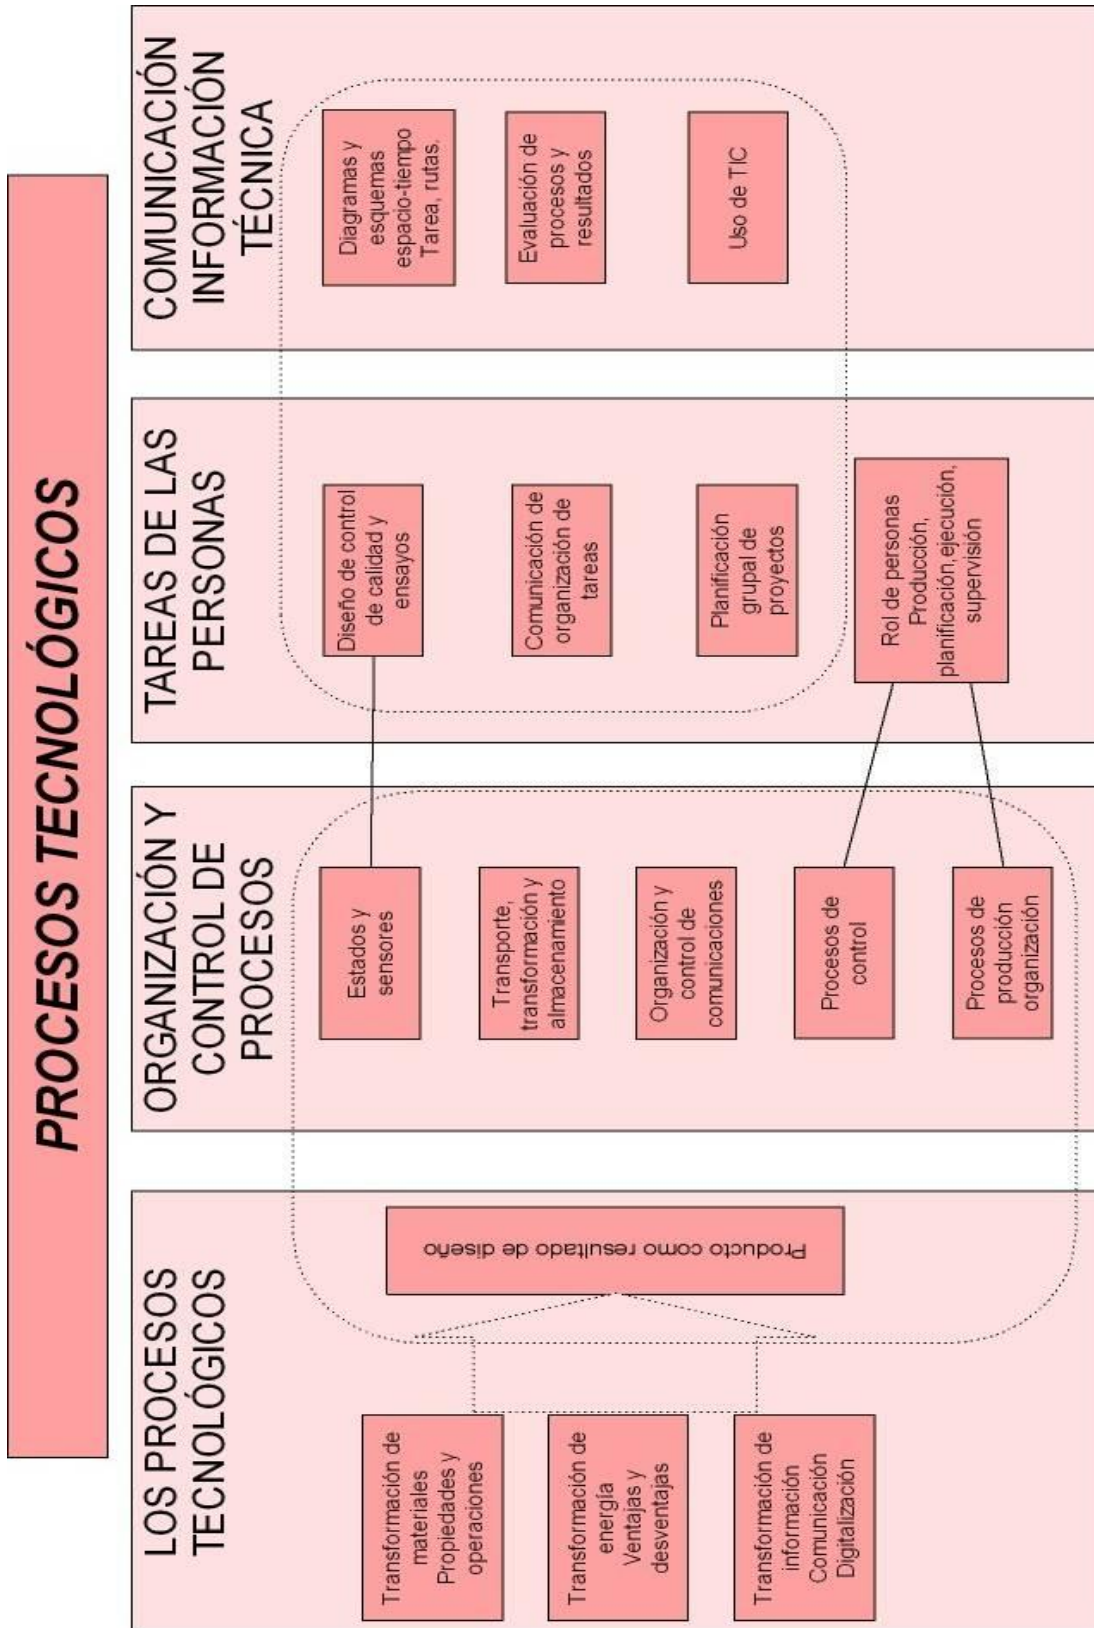 PROCESOS TECNOLÓGICOS
LOS PROCESOS
TECNOLÓGICOS
Transformación de
materiales
Propiedades y
operaciones
Transformación de
energía
Ventajas y
desventajas
Transformación de
información
Comunicación
Digitalización
Producto como resultado de diseño
ORGANIZACIÓN Y
CONTROL DE
PROCESOS
Estados y
sensores
Transporte,
transformación y
almacenamiento
Organización y
control de
comunicaciones
Procesos de
control
Procesos de
producción
organización
TAREAS DE LAS
PERSONAS
Diseño de control
de calidad y
ensayos
Comunicación de
organización de
tareas
Planificación
grupal de
proyectos
Rol de personas
Producción,
planificación,ejecución,
supervisión
COMUNICACIÓN
INFORMACIÓN
TÉCNICA
Diagramas y
esquemas
espacio-tiempo
Tarea, rutas.
Evaluación de
procesos y
resultados
Uso de TIC